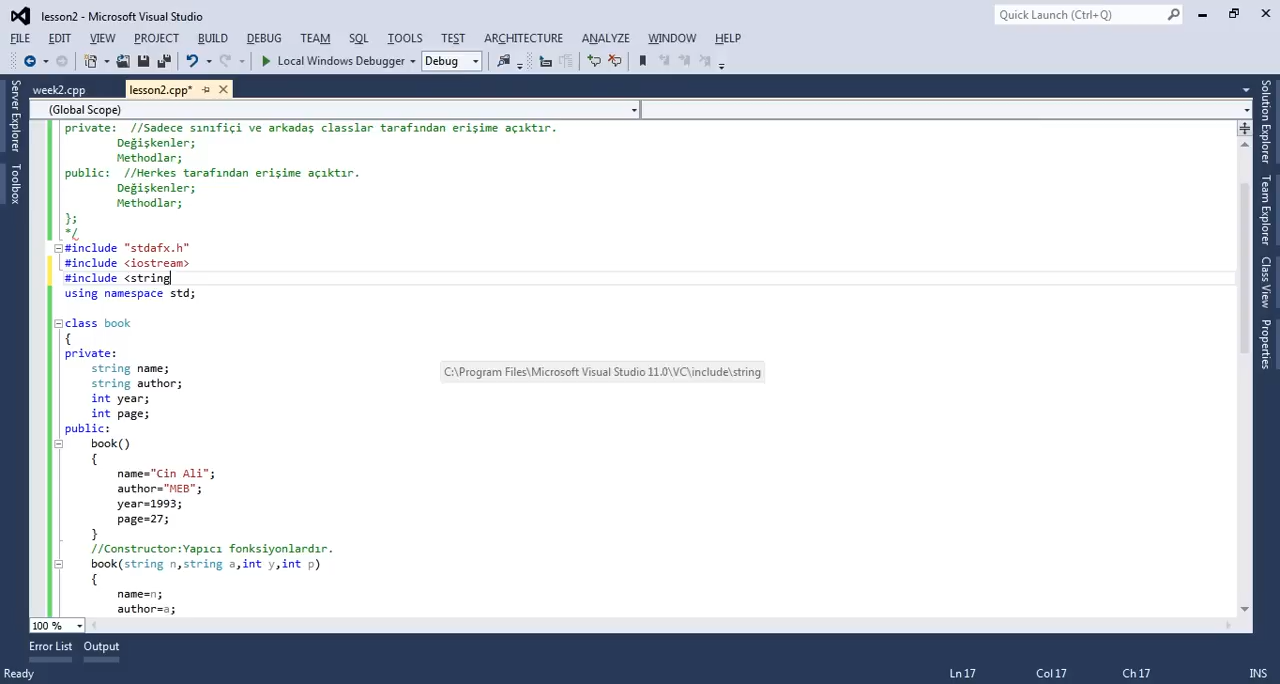 lesson2 - Microsoft Visual Studio
Quick Launch (Ctrl+Q)
FILE EDIT VIEW PROJECT BUILD DEBUG TEAM SQL TOOLS TEST ARCHITECTURE ANALYZE WINDOW HELP
Local Windows Debugger Debug
week2.cpp lesson2.cpp*
(Global Scope)
Server Explorer
Toolbox
Solution Explorer
Team Explorer
Class View
Properties
private:  //Sadece sınıfiçi ve arkadaş classlar tarafından erişime açıktır.
Değişkenler;
Methodlar;
public:  //Herkes tarafından erişime açıktır.
Değişkenler;
Methodlar;
};
*/
#include "stdafx.h"
#include <iostream>
#include <string
using namespace std;
class book
{
private:
string name;
string author;
int year;
int page;
public:
book()
{
name="Cin Ali";
author="MEB";
year=1993;
page=27;
}
//Constructor:Yapıcı fonksiyonlardır.
book(string n,string a,int y,int p)
{
name=n;
author=a;
C:\Program Files\Microsoft Visual Studio 11.0\VC\include\string
100 %
Error List Output
Ready Ln 17 Col 17 Ch 17 INS